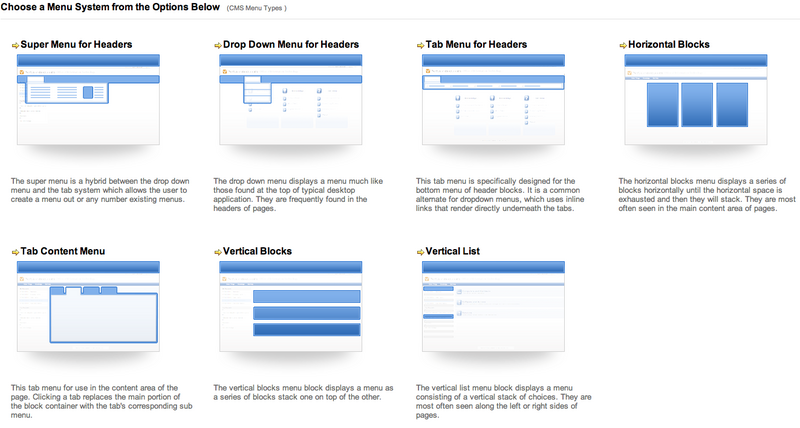 Choose a Menu System from the Options Below (CMS Menu Types )
Super Menu for Headers
Drop Down Menu for Headers
Tab Menu for Headers
Horizontal Blocks
The super menu is a hybrid between the drop down
menu and the tab system which allows the user to
create a menu out or any number existing menus.
The drop down menu displays a menu much like
those found at the top of typical desktop
application. They are frequently found in the
headers of pages.
This tab menu is specifically designed for the
bottom menu of header blocks. It is a common
alternate for dropdown menus, which uses inline
links that render directly underneath the tabs.
The horizontal blocks menu displays a series of
blocks horizontally until the horizontal space is
exhausted and then they will stack. They are most
often seen in the main content area of pages.
Tab Content Menu
Vertical Blocks
Vertical List
This tab menu for use in the content area of the
page. Clicking a tab replaces the main portion of
the block container with the tab's corresponding sub
menu.
The vertical blocks menu block displays a menu as
a series of blocks stack one on top of the other.
The vertical list menu block displays a menu
consisting of a vertical stack of choices. They are
most often seen along the left or right sides of
pages.